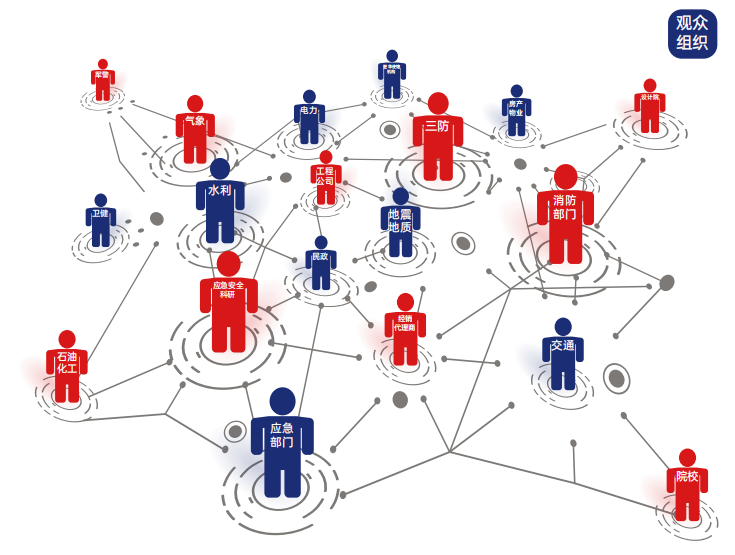 观众
组织
军警
气象
电力
三防
房产
物业
设计院
工程
公司
水利
卫健
地震
地质
消防
部门
民政
应急安全
科研
经销
代理商
石油
化工
交通
应急
部门
院校